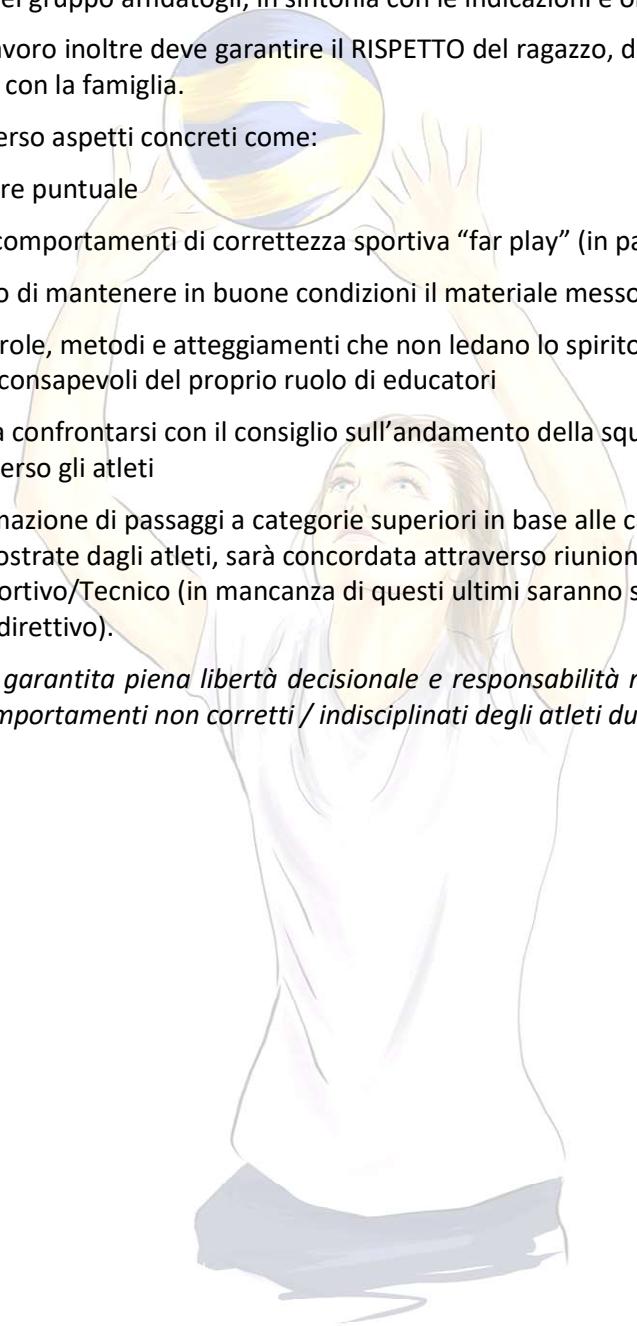 gruppo affidatogli, in sintonia con le indicazioni e
voro inoltre deve garantire il RISPETTO del ragazzo, d
con la famiglia.
erso aspetti concreti come:
re puntuale
comportamenti di correttezza sportiva “far play” (in pa
o di mantenere in buone condizioni il materiale messo
role, metodi e atteggiamenti che non ledano lo spirito
consapevoli del proprio ruolo di educatori
a confrontarsi con il consiglio sull’andamento della squ
erso gli atleti
mazione di passaggi a categorie superiori in base alle ca
ostrate dagli atleti, sarà concordata attraverso riunion
ortivo/Tecnico (in mancanza di questi ultimi saranno s
direttivo).
garantita piena libertà decisionale e responsabilità n
mportamenti non corretti / indisciplinati degli atleti du